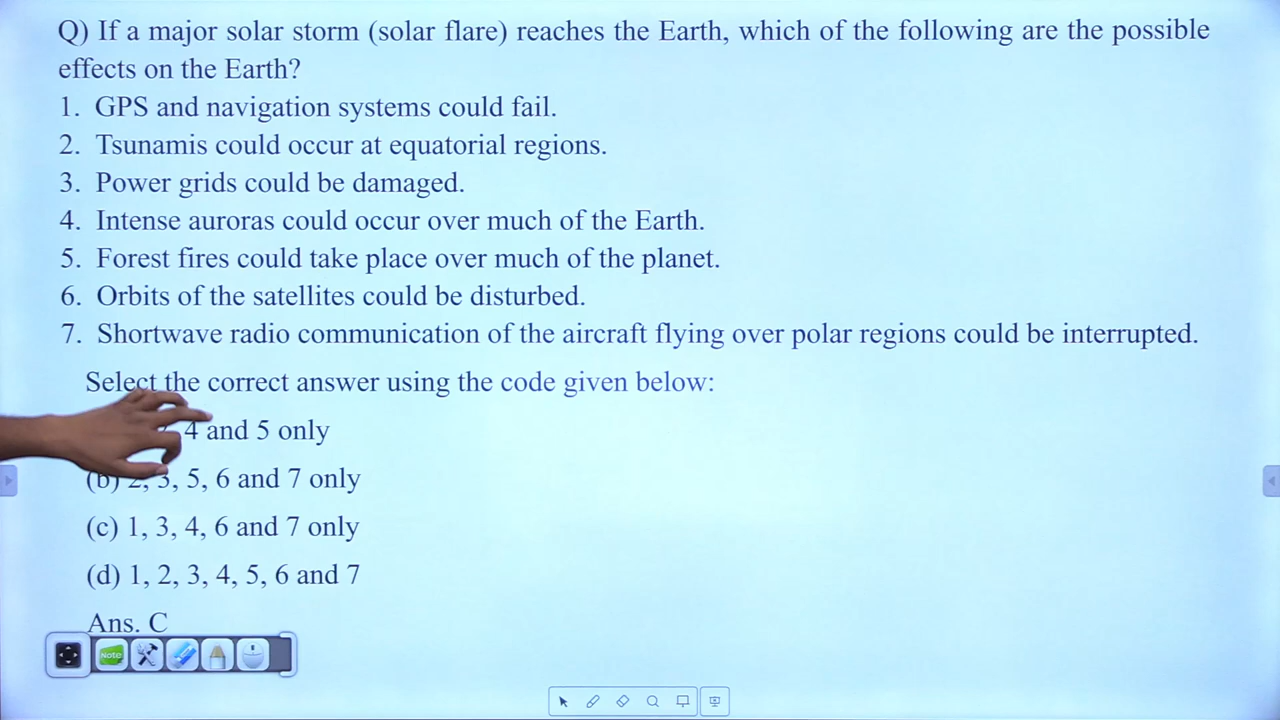 Q) If a major solar storm (solar flare) reaches the Earth, which of the following are the possible
effects on the Earth?
1. GPS and navigation systems could fail.
2. Tsunamis could occur at equatorial regions.
3. Power grids could be damaged.
4. Intense auroras could occur over much of the Earth.
5. Forest fires could take place over much of the planet.
6. Orbits of the satellites could be disturbed.
7. Shortwave radio communication of the aircraft flying over polar regions could be interrupted.
Select the correct answer using the code given below:
4 and 5 only
(b) 2, 3, 5, 6 and 7 only
(c) 1, 3, 4, 6 and 7 only
(d) 1, 2, 3, 4, 5, 6 and 7
Ans. C
Note